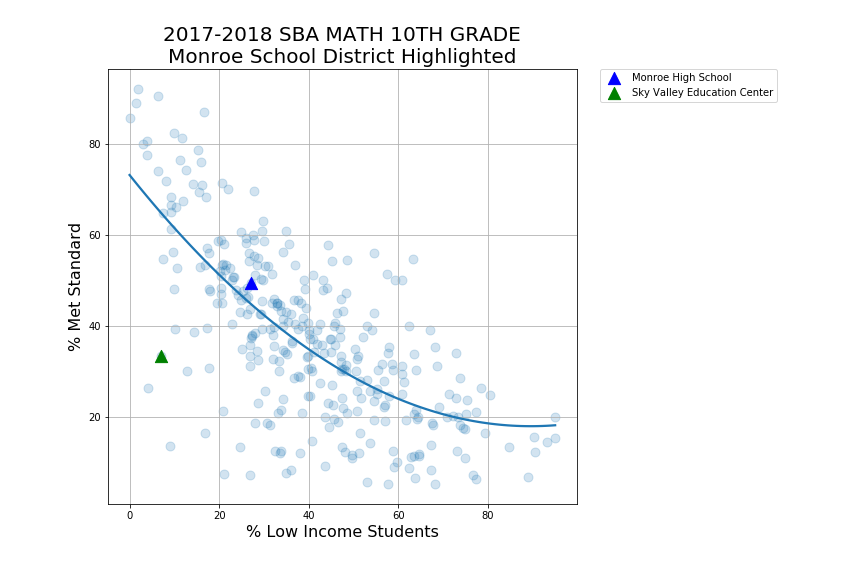 2017-2018 SBA MATH 10TH GRADE
Monroe School District Highlighted
Monroe High School
Sky Valley Education Center
% Met Standard
80
60
40
20
0
20
40
60
80
% Low Income Students